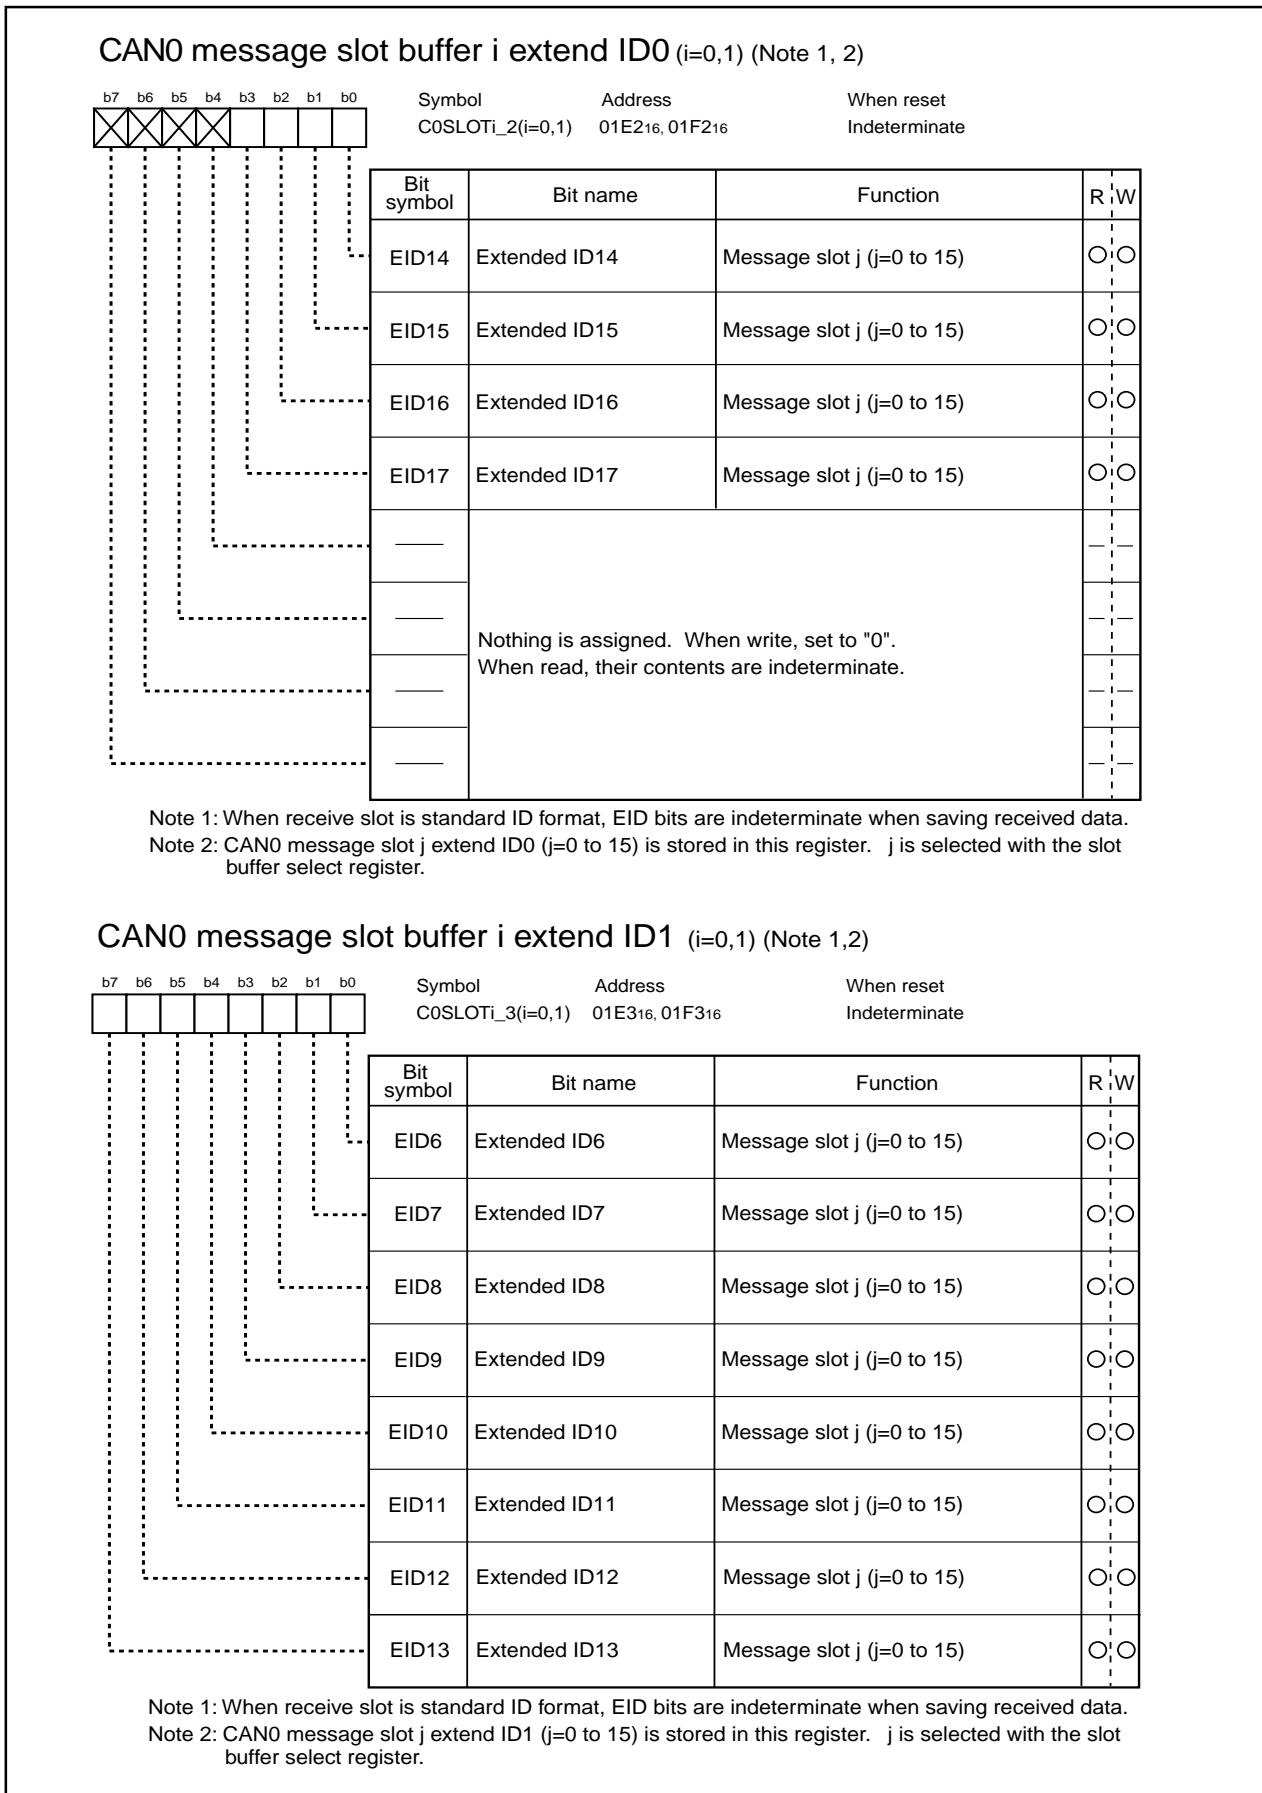 CAN0 message slot buffer i extend ID0 (i=0,1) (Note 1, 2)
b7 b6 b5 b4 b3 b2 b1 b0
Symbol Address When reset
C0SLOTi_2(i=0,1) 01E216, 01F216 Indeterminate
Bit symbol Bit name Function R W
EID14 Extended ID14 Message slot j (j=0 to 15) ○ ○
EID15 Extended ID15 Message slot j (j=0 to 15) ○ ○
EID16 Extended ID16 Message slot j (j=0 to 15) ○ ○
EID17 Extended ID17 Message slot j (j=0 to 15) ○ ○
— — —
— — —
Nothing is assigned. When write, set to "0".
When read, their contents are indeterminate.
— — —
— — —
Note 1: When receive slot is standard ID format, EID bits are indeterminate when saving received data.
Note 2: CAN0 message slot j extend ID0 (j=0 to 15) is stored in this register. j is selected with the slot
buffer select register.
CAN0 message slot buffer i extend ID1 (i=0,1) (Note 1,2)
b7 b6 b5 b4 b3 b2 b1 b0
Symbol Address When reset
C0SLOTi_3(i=0,1) 01E316, 01F316 Indeterminate
Bit symbol Bit name Function R W
EID6 Extended ID6 Message slot j (j=0 to 15) ○ ○
EID7 Extended ID7 Message slot j (j=0 to 15) ○ ○
EID8 Extended ID8 Message slot j (j=0 to 15) ○ ○
EID9 Extended ID9 Message slot j (j=0 to 15) ○ ○
EID10 Extended ID10 Message slot j (j=0 to 15) ○ ○
EID11 Extended ID11 Message slot j (j=0 to 15) ○ ○
EID12 Extended ID12 Message slot j (j=0 to 15) ○ ○
EID13 Extended ID13 Message slot j (j=0 to 15) ○ ○
Note 1: When receive slot is standard ID format, EID bits are indeterminate when saving received data.
Note 2: CAN0 message slot j extend ID1 (j=0 to 15) is stored in this register. j is selected with the slot
buffer select register.